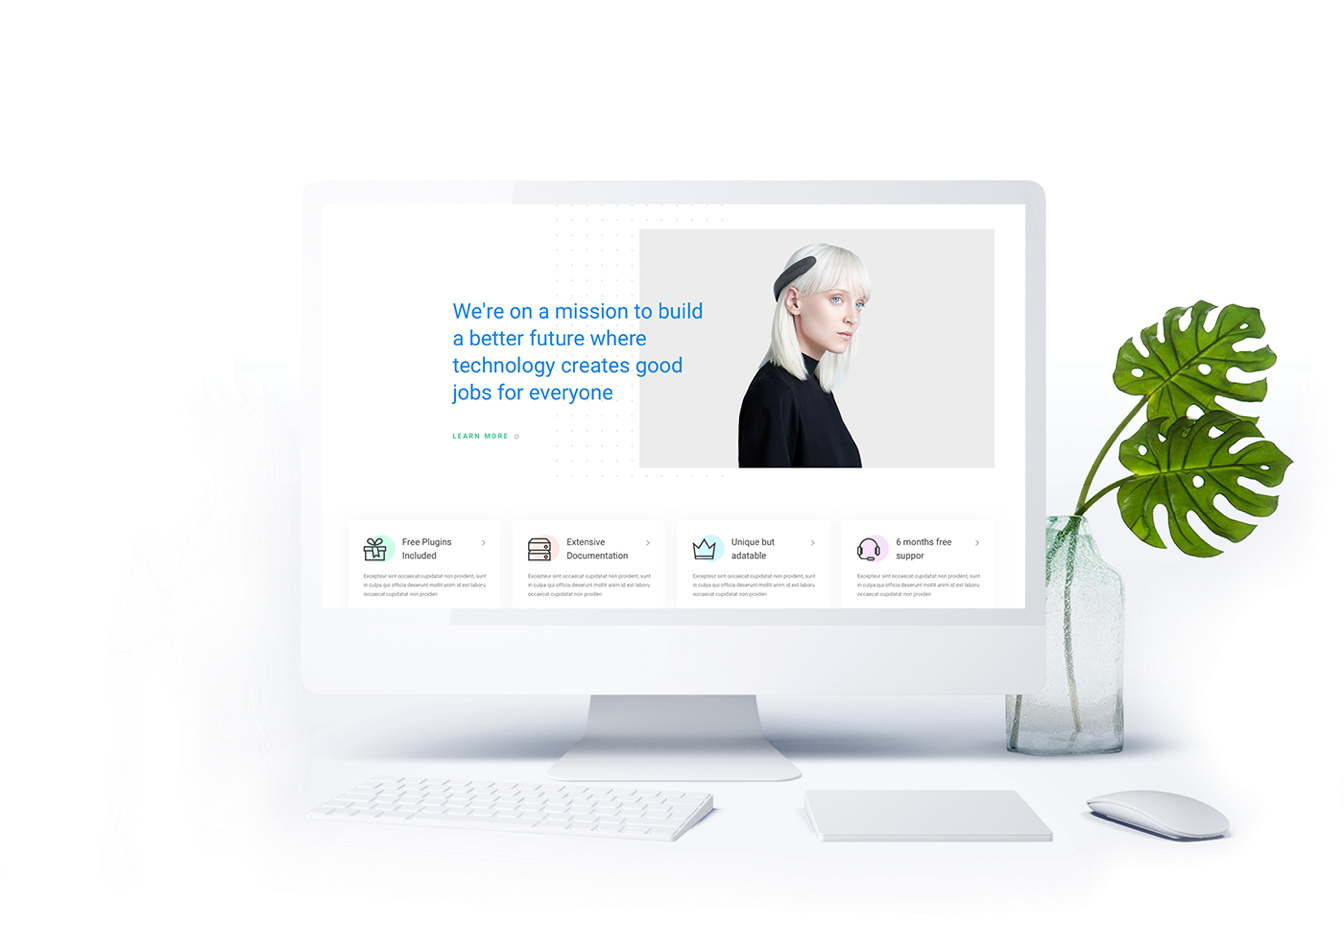 We're on a mission to build
a better future where
technology creates good
jobs for everyone
LEARN MORE
Free Plugins
Included
Excepteur sint occaecat cupidatat non proident, sunt
in culpa qui officia deserunt mollit anim id est laboru
occaecat cupidatat non proiden
Extensive
Documentation
Excepteur sint occaecat cupidatat non proident, sunt
in culpa qui officia deserunt mollit anim id est laboru
occaecat cupidatat non proiden
Unique but
adatable
Excepteur sint occaecat cupidatat non proident, sunt
in culpa qui officia deserunt mollit anim id est laboru
occaecat cupidatat non proiden
6 months free
suppor
Excepteur sint occaecat cupidatat non proident, sunt
in culpa qui officia deserunt mollit anim id est laboru
occaecat cupidatat non proiden